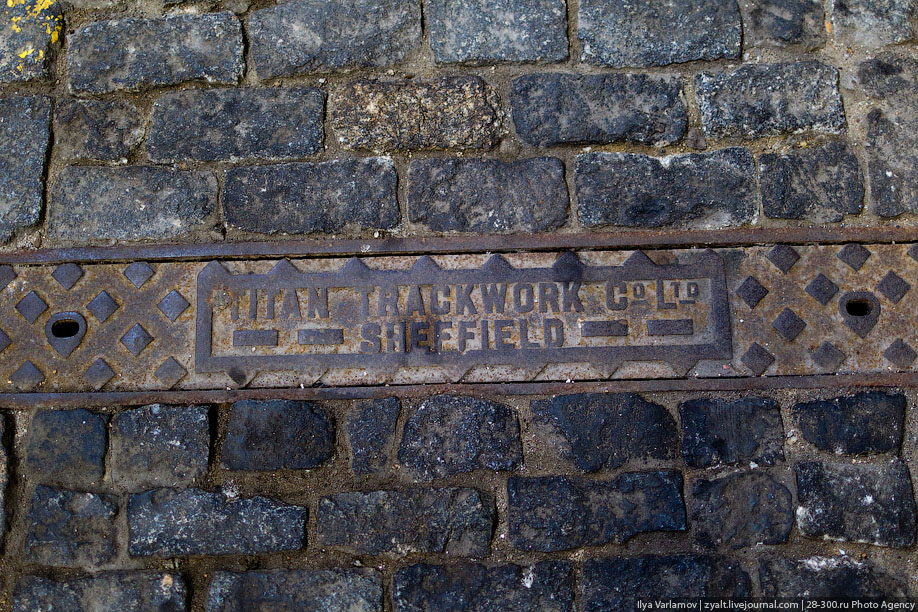 TITAN TRACKWORK Co LTD
SHEFFIELD
Ilya Varlamov | zyalt.livejournal.com | 28-300.ru Photo Agency